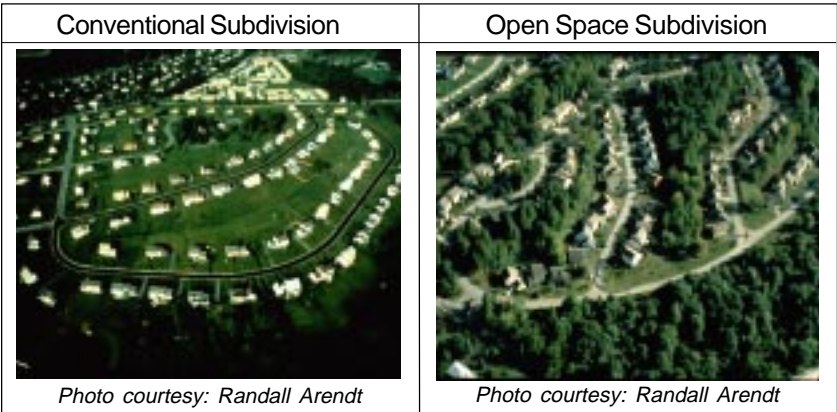 Conventional Subdivision
Open Space Subdivision
Photo courtesy: Randall Arendt
Photo courtesy: Randall Arendt